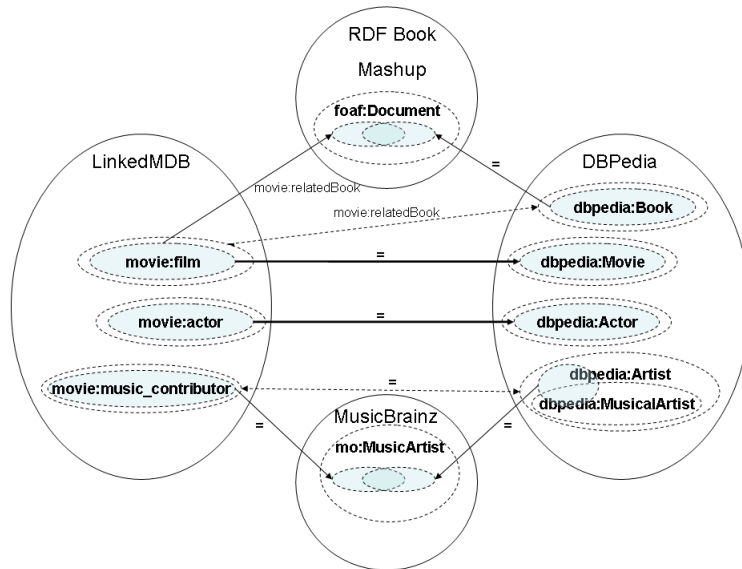 RDF Book
Mashup
foaf:Document
LinkedMDB
DBPedia
=
movie:relatedBook
movie:relatedBook
dbpedia:Book
movie:film
=
dbpedia:Movie
movie:actor
=
dbpedia:Actor
movie:music_contributor
=
dbpedia:Artist
dbpedia:MusicalArtist
MusicBrainz
=
=
mo:MusicArtist